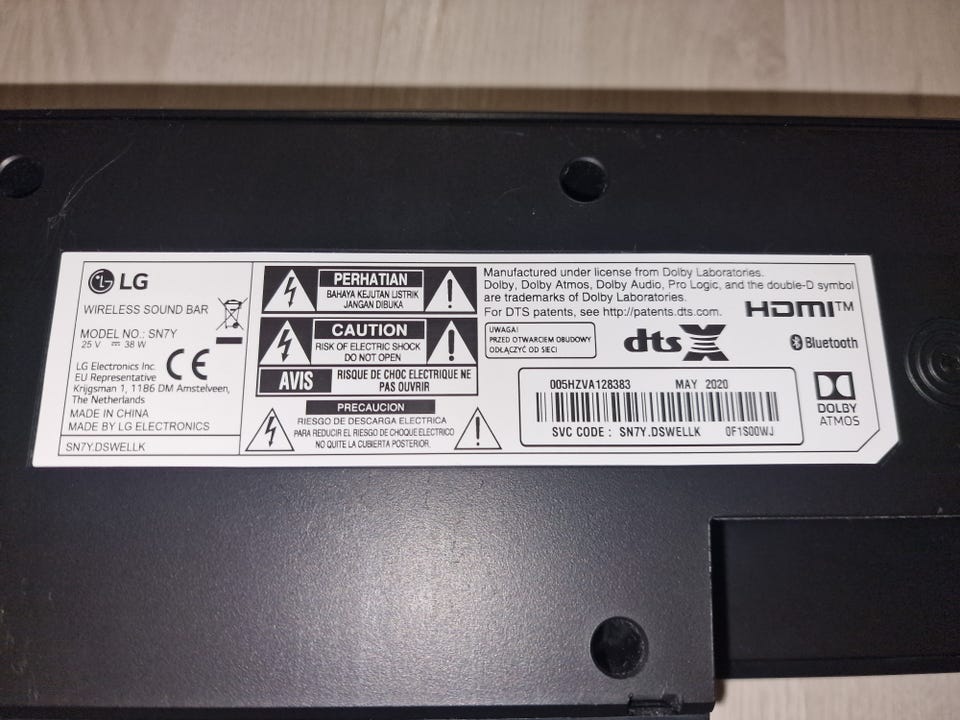 LG
WIRELESS SOUND BAR
MODEL NO.: SN7Y
25 V ⎓ 38 W
CE
LG Electronics Inc.
EU Representative
Krijgsman 1, 1186 DM Amstelveen,
The Netherlands
MADE IN CHINA
MADE BY LG ELECTRONICS
SN7Y.DSWELLK
PERHATIAN
BAHAYA KEJUTAN LISTRIK
JANGAN DIBUKA
CAUTION
RISK OF ELECTRIC SHOCK
DO NOT OPEN
AVIS
RISQUE DE CHOC ELECTRIQUE NE
PAS OUVRIR
PRECAUCION
RIESGO DE DESCARGA ELECTRICA
PARA REDUCIR EL RIESGO DE CHOQUE ELECTRICO
NO QUITE LA CUBIERTA POSTERIOR.
Manufactured under license from Dolby Laboratories.
Dolby, Dolby Atmos, Dolby Audio, Pro Logic, and the double-D symbol
are trademarks of Dolby Laboratories.
For DTS patents, see http://patents.dts.com.
HDMI™
UWAGA!
PRZED OTWARCIEM OBUDOWY
ODŁĄCZYĆ OD SIECI
dts X
Bluetooth
005HZVA128383 MAY 2020
SVC CODE : SN7Y.DSWELLK 0F1S00WJ
DOLBY
ATMOS